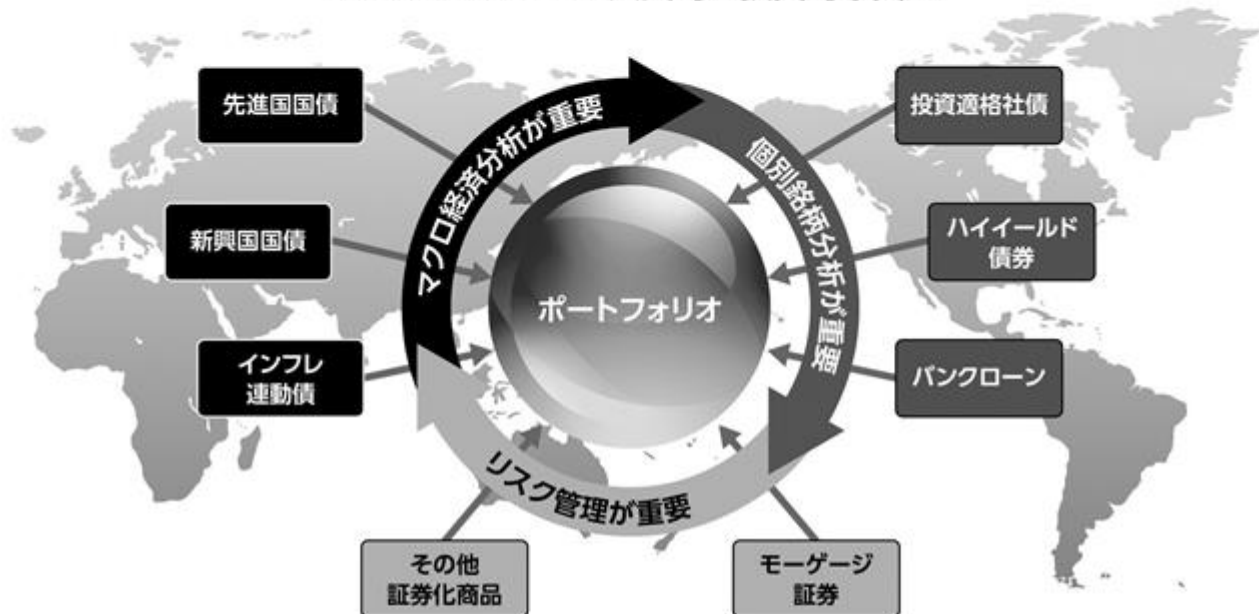 先進国国債
新興国国債
インフレ
連動債
マクロ経済分析が重要
ポートフォリオ
個別銘柄分析が重要
投資適格社債
ハイイールド
債券
バンクローン
リスク管理が重要
その他
証券化商品
モーゲージ
証券